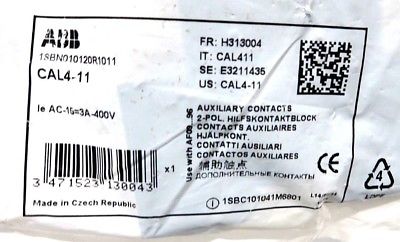 ABB
1SBN010120R1011
CAL4-11
Ie AC-15=3A-400V
3 471523 130043
x1
Made in Czech Republic
FR: H313004
IT: CAL411
SE: E3211435
US: CAL4-11
Use with AF09...96
AUXILIARY CONTACTS
2-POL. HILFSKONTAKTBLOCK
CONTACTS AUXILIAIRES
HJÄLPKONT.
CONTATTI AUSILIARI
CONTACTOS AUXILIARES
辅助触点
ДОПОЛНИТЕЛЬНЫЕ КОНТАКТЫ
1SBC101041M6801
CE
4
LDPE